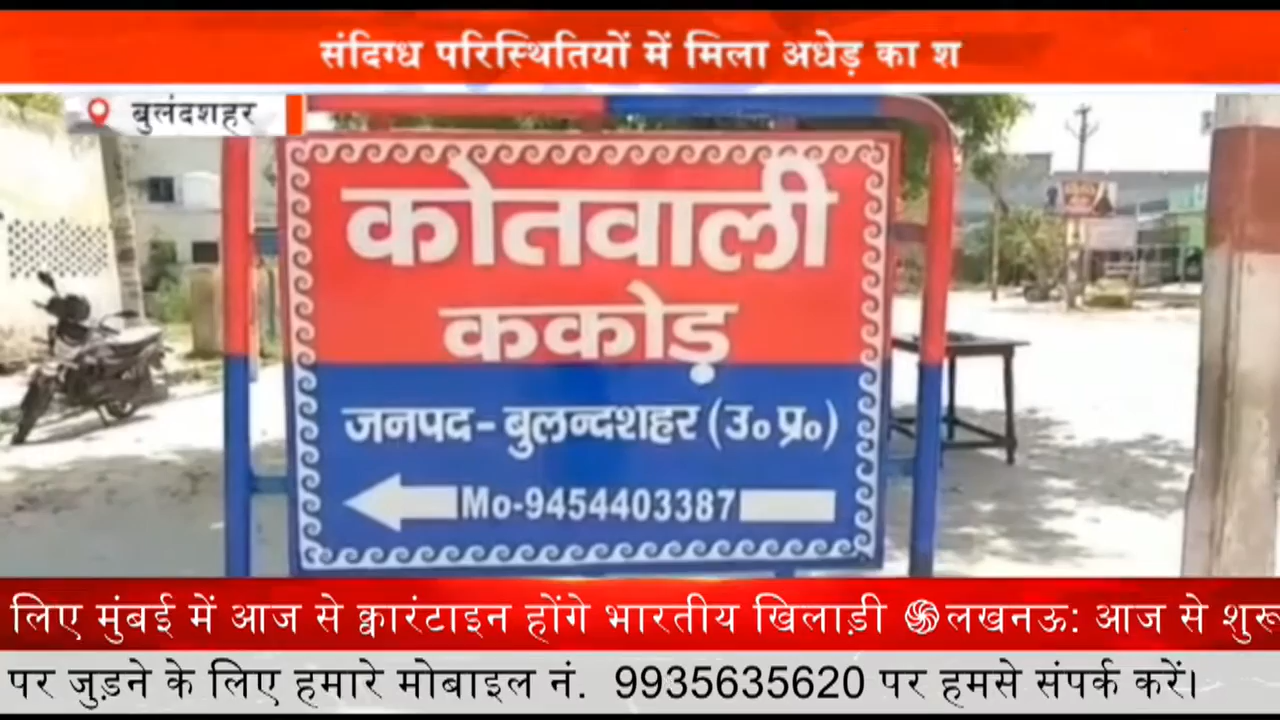 संदिग्ध परिस्थितियों में मिला अधेड़ का श
बुलंदशहर
कोतवाली
ककोड़
जनपद-बुलन्दशहर (उ० प्र०)
Mo-9454403387
लिए मुंबई में आज से क्वारंटाइन होंगे भारतीय खिलाड़ी लखनऊ: आज से शुरू
पर जुड़ने के लिए हमारे मोबाइल नं. 9935635620 पर हमसे संपर्क करें।